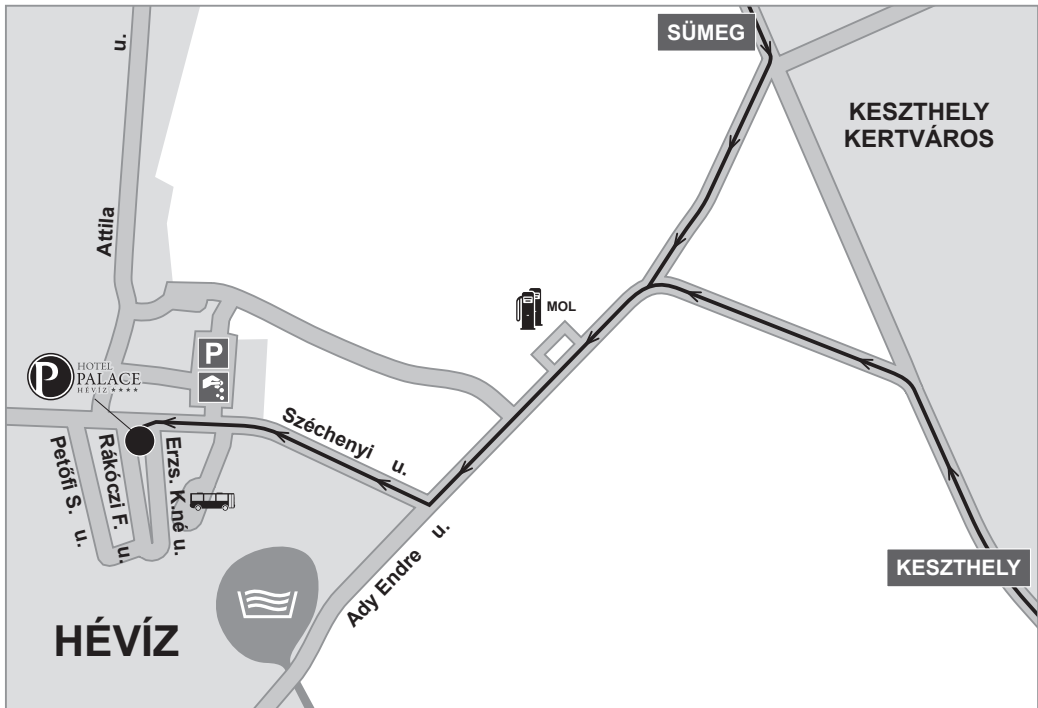 SÜMEG
KESZTHELY
KERTVÁROS
u.
Attila
MOL
P
P
HOTEL
PALACE
HÉVÍZ ★★★★
Széchenyi u.
Petőfi S. u.
Rákóczi F. u.
Erzs. K.né u.
Ady Endre u.
KESZTHELY
HÉVÍZ